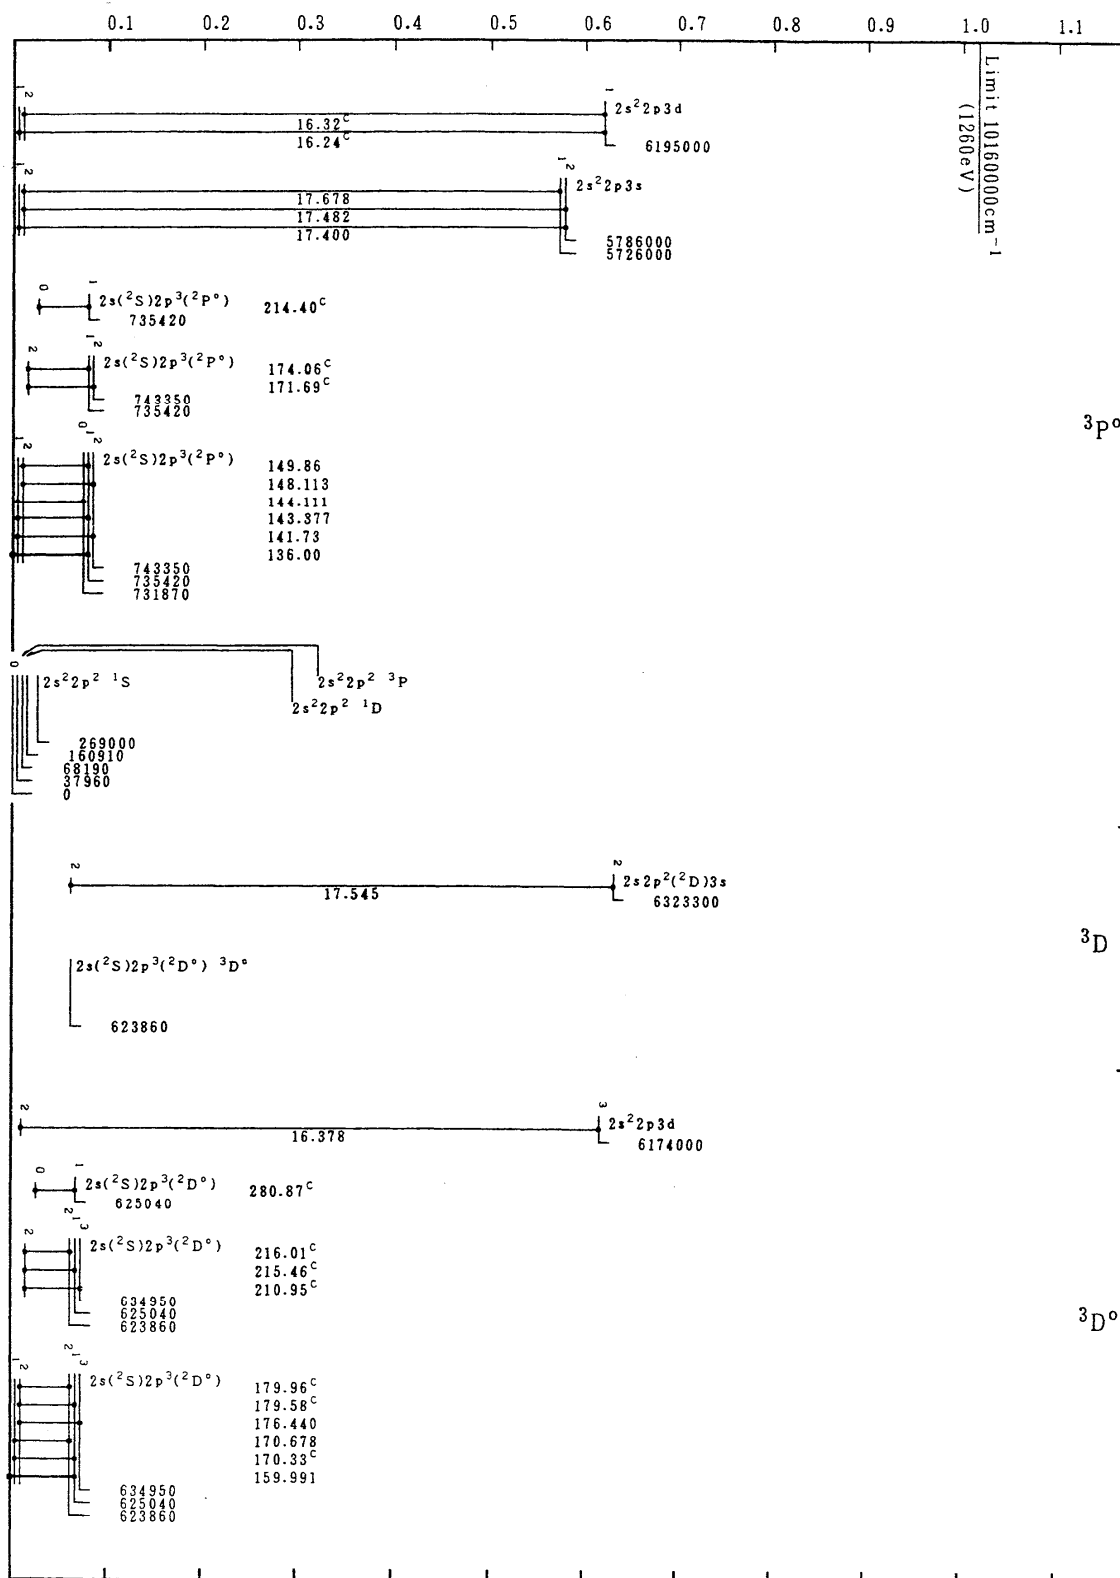 0.1 0.2 0.3 0.4 0.5 0.6 0.7 0.8 0.9 1.0 1.1
Limit 10160000cm⁻¹
(1260eV)
1 2 1 2s²2p3d
16.32ᶜ
16.24ᶜ
6195000
1 2 1 2 2s²2p3s
17.678
17.482
17.400
5786000
5726000
0 1 2s(²S)2p³(²P°) 214.40ᶜ
735420
2 1 2 2s(²S)2p³(²P°) 174.06ᶜ
171.69ᶜ
743350
735420
³P°
1 2 0 1 2 2s(²S)2p³(²P°) 149.86
148.113
144.111
143.377
141.73
136.00
743350
735420
731870
0 2s²2p² ¹S 2s²2p² ³P
2s²2p² ¹D
269000
160910
68190
37960
0
2 2 2s2p²(²D)3s
17.545
6323300
³D
2s(²S)2p³(²D°) ³D°
623860
2 3 2s²2p3d
16.378
6174000
0 1 2s(²S)2p³(²D°) 280.87ᶜ
625040
2 2 1 3 2s(²S)2p³(²D°) 216.01ᶜ
215.46ᶜ
210.95ᶜ
634950
625040
623860
³D°
1 2 2 1 3 2s(²S)2p³(²D°) 179.96ᶜ
179.58ᶜ
176.440
170.678
170.33ᶜ
159.991
634950
625040
623860